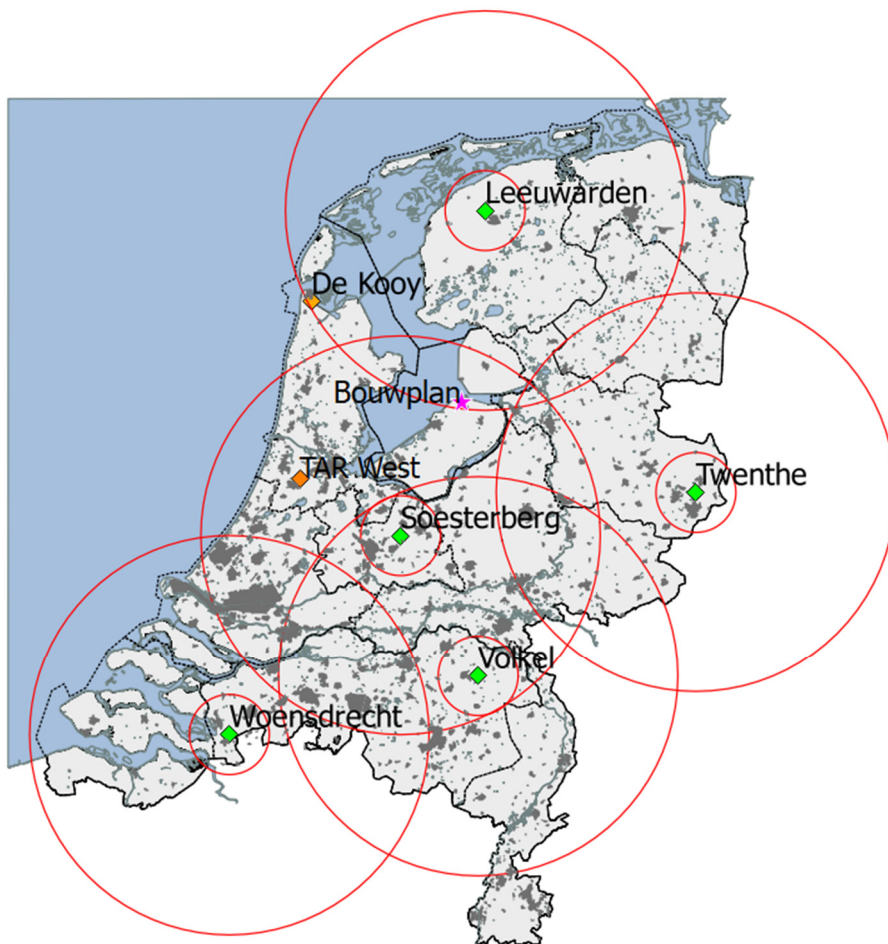 Leeuwarden
De Kooy
Bouwplan
TAR West
Twenthe
Soesterberg
Volkel
Woensdrecht